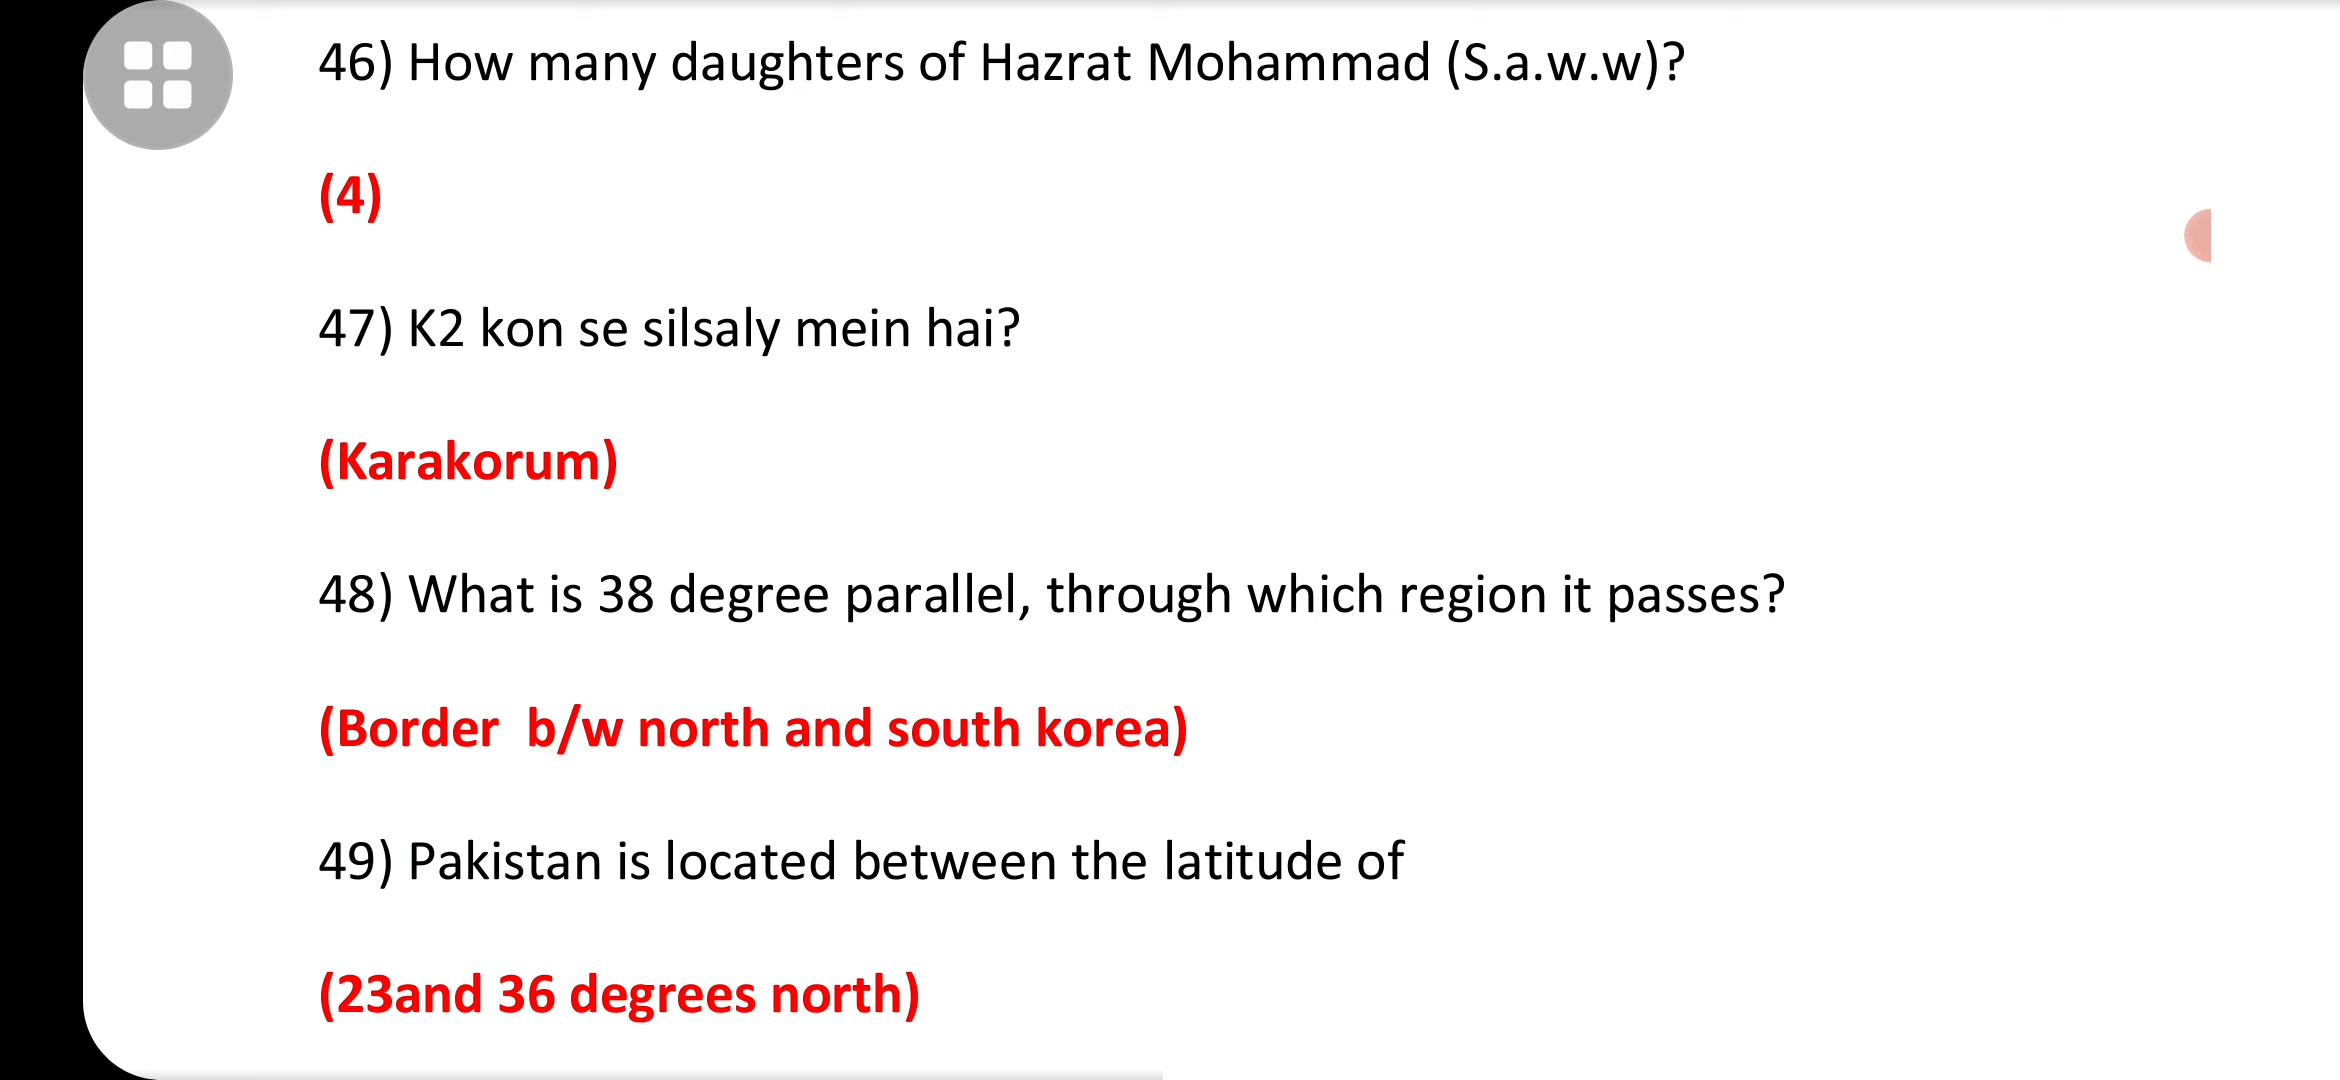 46) How many daughters of Hazrat Mohammad (S.a.w.w)?
(4)
47) K2 kon se silsaly mein hai?
(Karakorum)
48) What is 38 degree parallel, through which region it passes?
(Border  b/w north and south korea)
49) Pakistan is located between the latitude of
(23and 36 degrees north)